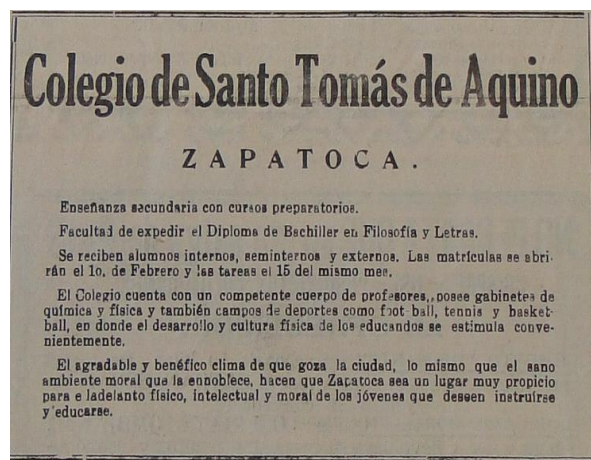 Colegio de Santo Tomás de Aquino
ZAPATOCA.
Enseñanza secundaria con cursos preparatorios.
Facultad de expedir el Diploma de Bachiller en Filosofía y Letras.
Se reciben alumnos internos, seminternos y externos. Las matrículas se abri-
rán el 1o, de Febrero y las tareas el 15 del mismo mes.
El Colegio cuenta con un competente cuerpo de profesores,, posee gabinetes de
química y física y también campos de deportes como foot-ball, tennis y basket-
ball, en donde el desarrollo y cultura física de los educandos se estimula conve-
nientemente.
El agradable y benéfico clima de que goza la ciudad, lo mismo que el sano
ambiente moral que la ennoblece, hacen que Zapatoca sea un lugar muy propicio
para e ladelanto físico, intelectual y moral de los jóvenes que deseen instruírse
y educarse.